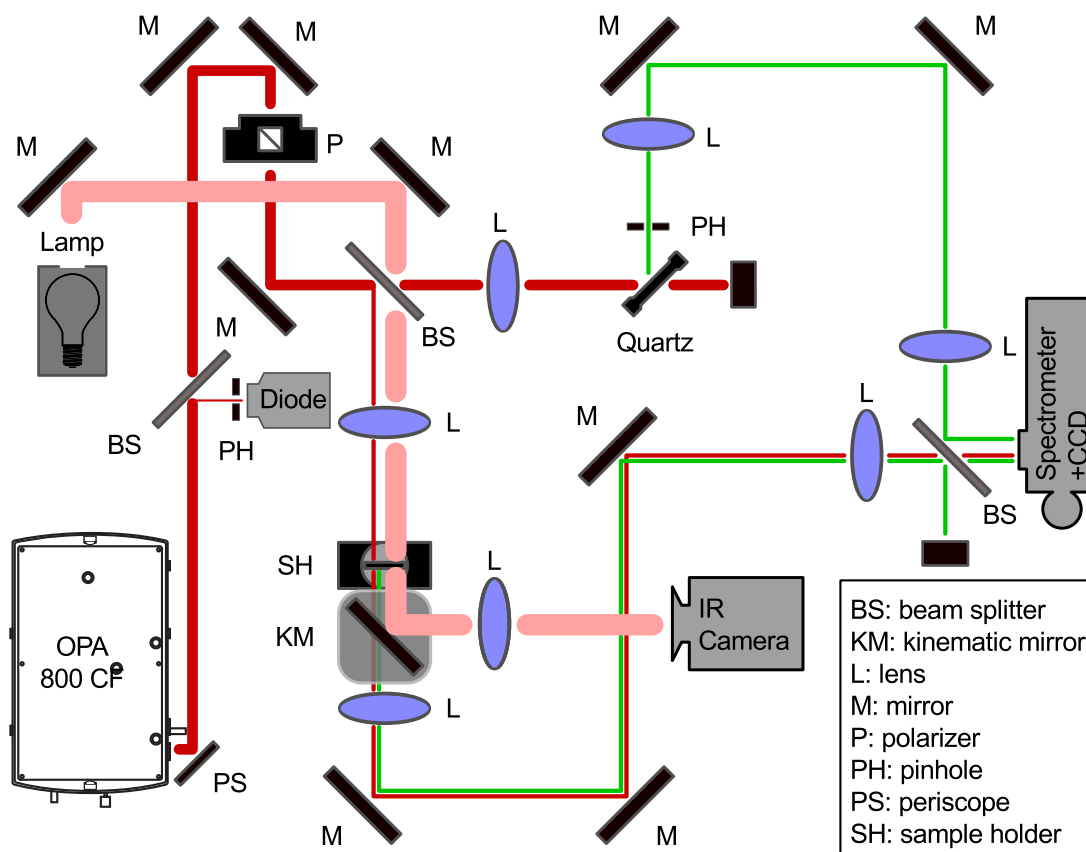 M
M
M
M
P
M
M
L
Lamp
L
PH
M
BS
Quartz
L
Diode
BS
PH
L
M
L
Spectrometer
+CCD
BS
SH
L
KM
IR
Camera
OPA
800 CF
L
PS
M
M
BS: beam splitter
KM: kinematic mirror
L: lens
M: mirror
P: polarizer
PH: pinhole
PS: periscope
SH: sample holder